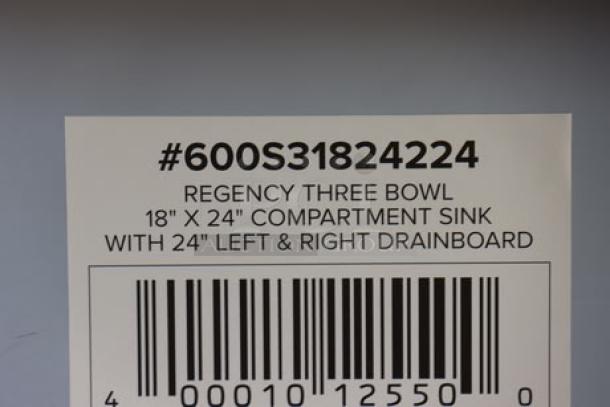 #600S31824224
REGENCY THREE BOWL
18" X 24" COMPARTMENT SINK
WITH 24" LEFT & RIGHT DRAINBOARD
4 00010 12550 0